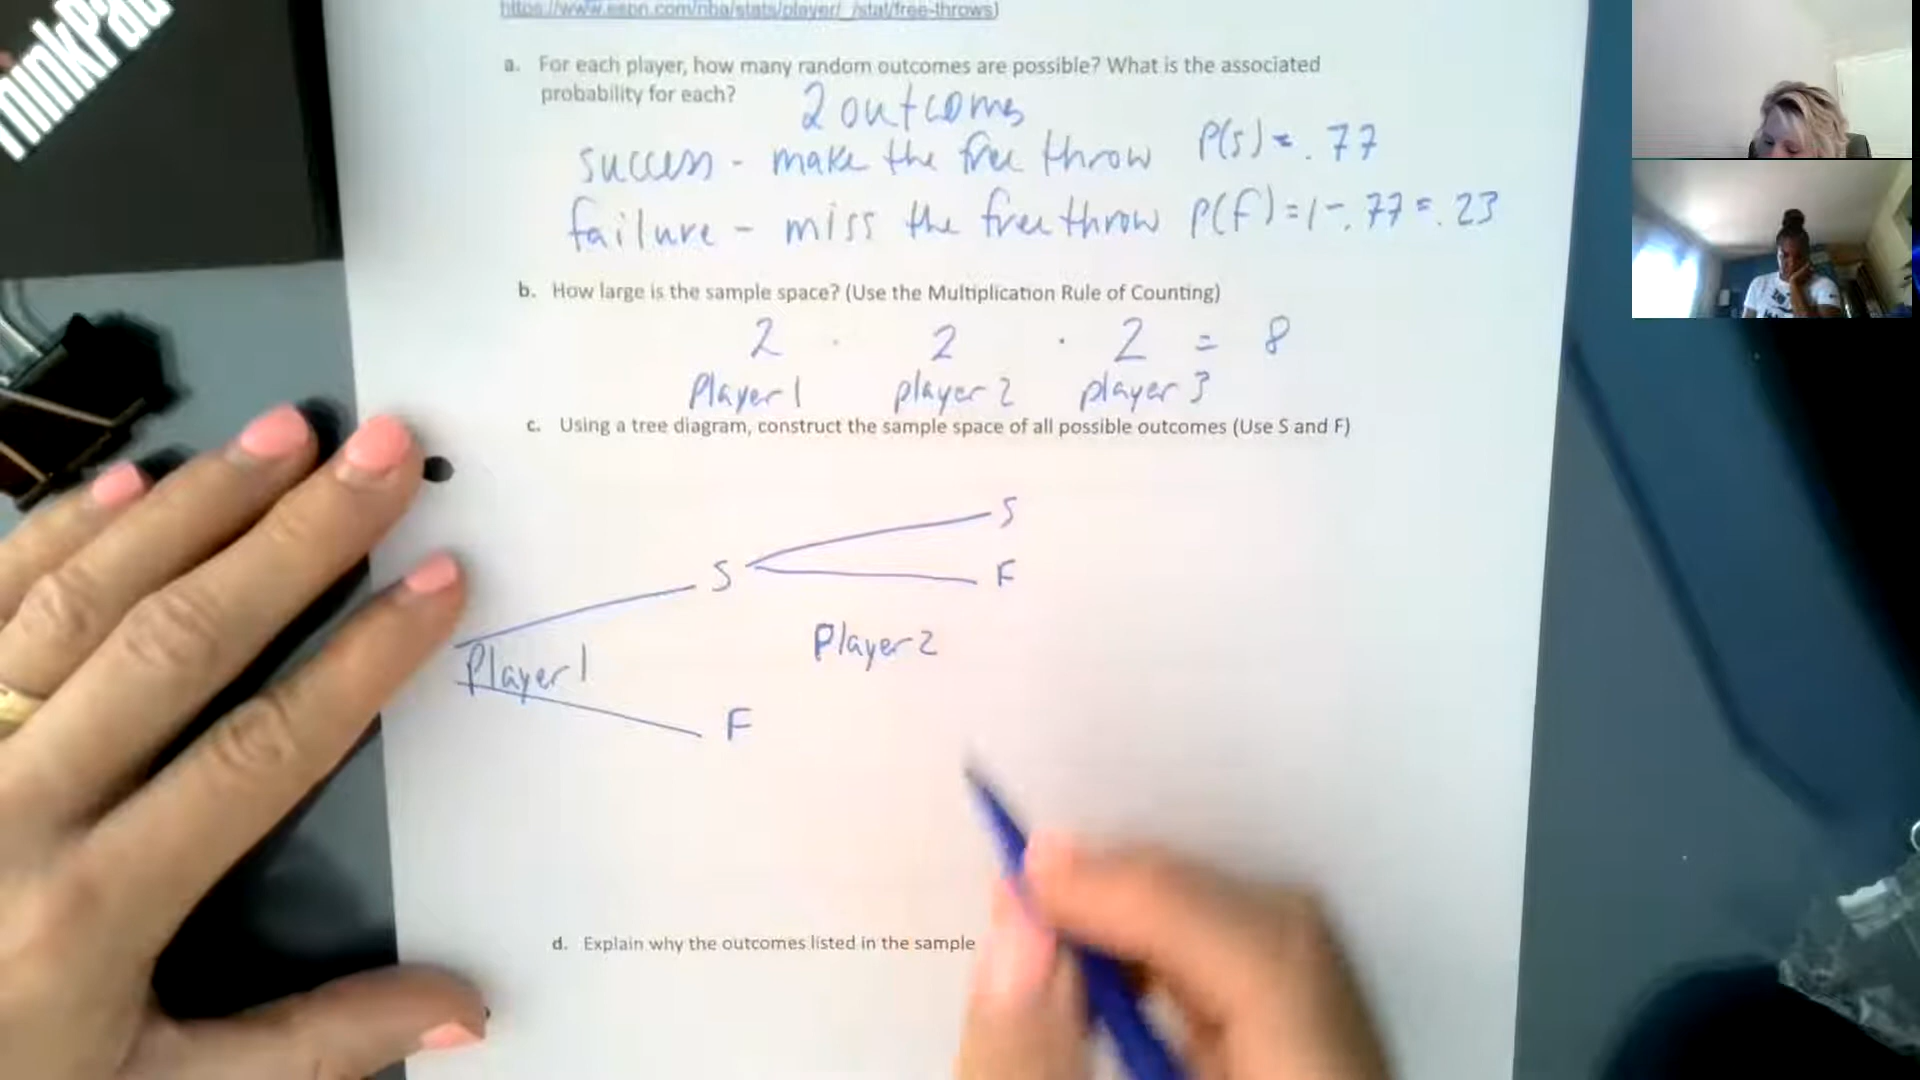 ThinkPad
https://www.espn.com/nba/stats/player/_/stat/free-throws)
a. For each player, how many random outcomes are possible? What is the associated
probability for each?
2 outcoms
success - make the free throw P(s) = .77
failure - miss the free throw P(F) = 1-.77 = .23
b. How large is the sample space? (Use the Multiplication Rule of Counting)
2 · 2 · 2 = 8
Player 1 player 2 player 3
c. Using a tree diagram, construct the sample space of all possible outcomes (Use S and F)
S
S F
Player 2
Player 1
F
d. Explain why the outcomes listed in the sample